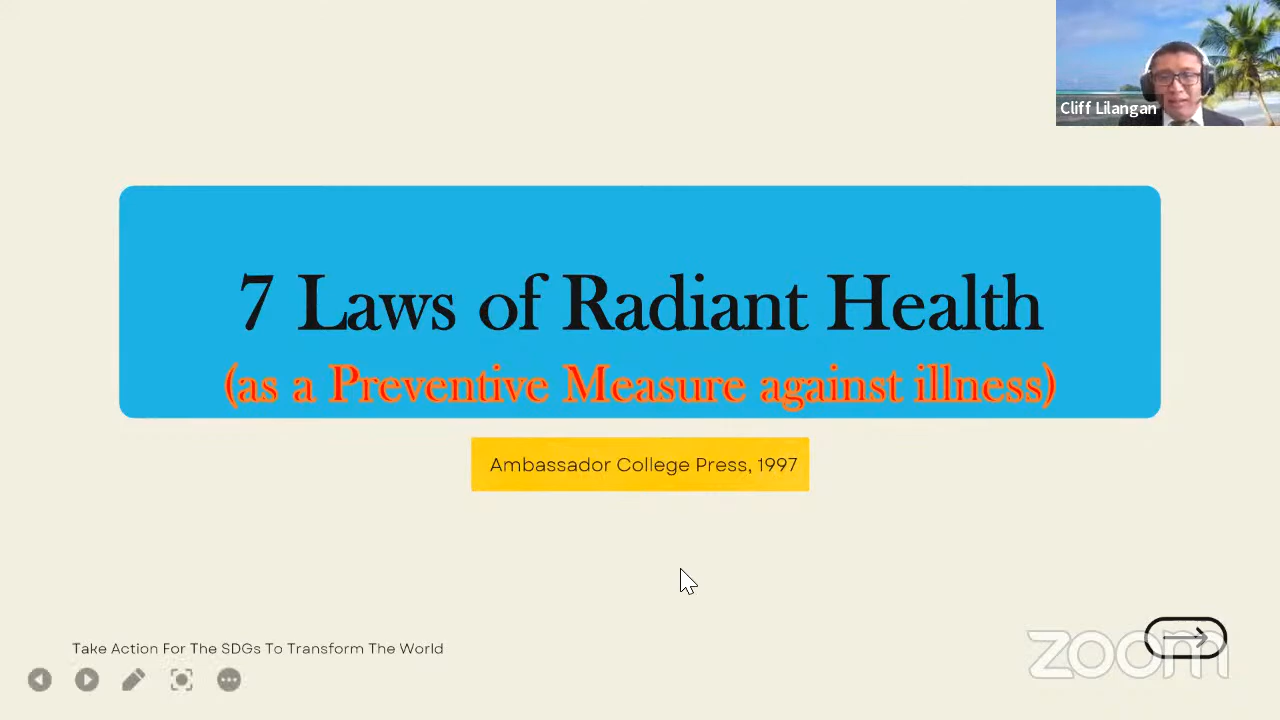 Cliff Lilangan
7 Laws of Radiant Health
(as a Preventive Measure against illness)
Ambassador College Press, 1997
Take Action For The SDGs To Transform The World
zoom